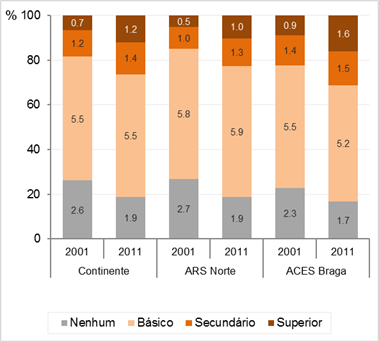 %
100
80
60
40
20
0
0.7 1.2 0.5 1.0 0.9 1.6
1.2 1.4 1.0 1.3 1.4 1.5
5.5 5.5 5.8 5.9 5.5 5.2
2.6 1.9 2.7 1.9 2.3 1.7
2001 2011 2001 2011 2001 2011
Continente ARS Norte ACES Braga
Nenhum Básico Secundário Superior